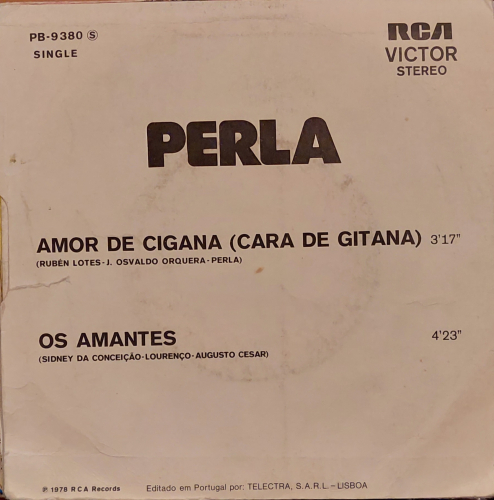 PB-9380 Ⓢ
SINGLE
RCA
VICTOR
STEREO
PERLA
AMOR DE CIGANA (CARA DE GITANA) 3'17"
(RUBÉN LOTES-J. OSVALDO ORQUERA-PERLA)
OS AMANTES 4'23"
(SIDNEY DA CONCEIÇÃO-LOURENÇO-AUGUSTO CESAR)
℗ 1978 RCA Records Editado em Portugal por: TELECTRA, S.A.R.L.-LISBOA